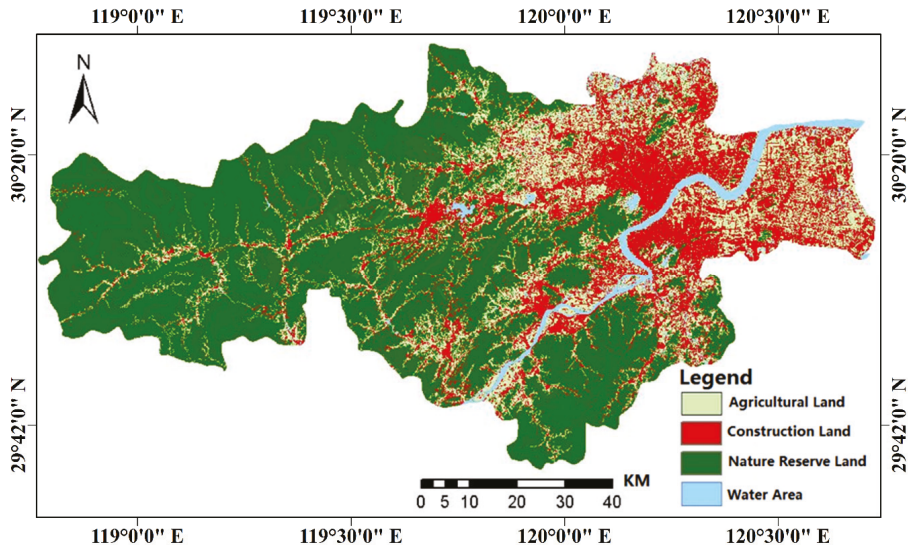 119°0'0" E 119°30'0" E 120°0'0" E 120°30'0" E
N
30°20'0" N
30°20'0" N
29°42'0" N
29°42'0" N
Legend
Agricultural Land
Construction Land
Nature Reserve Land
Water Area
KM
0 5 10 20 30 40
119°0'0" E 119°30'0" E 120°0'0" E 120°30'0" E